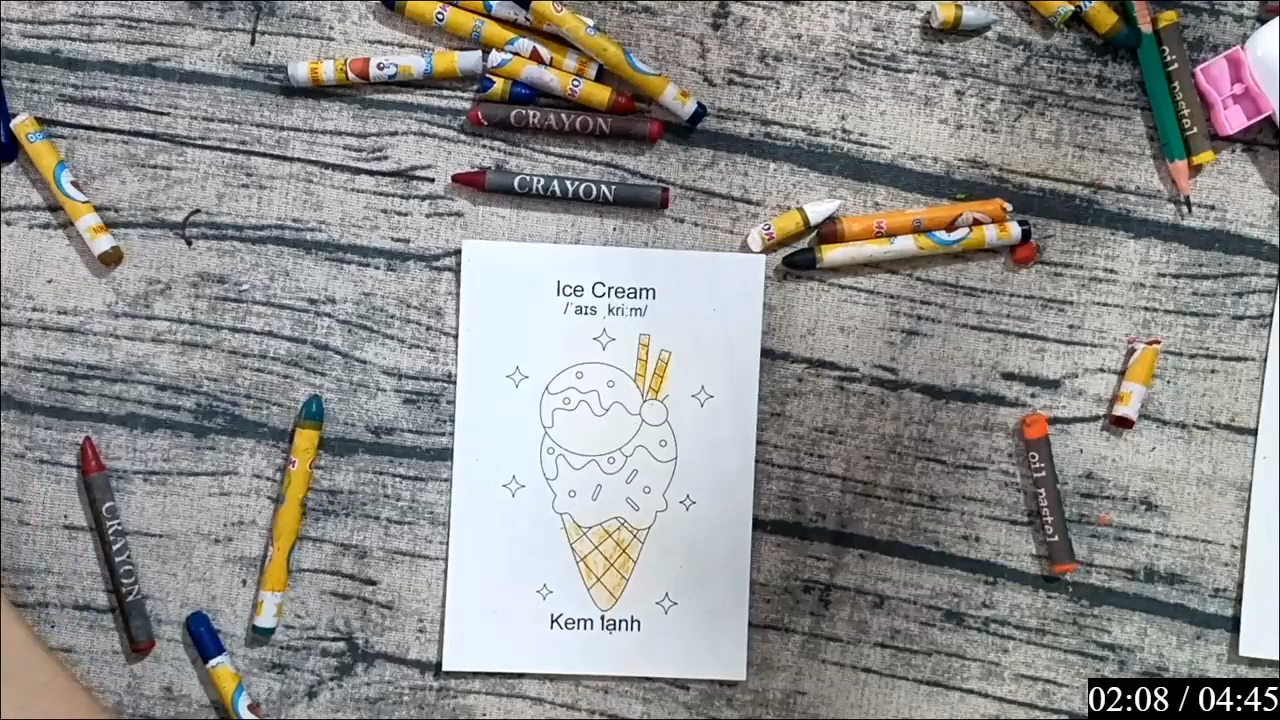 CRAYON
CRAYON
oil pastel
Ice Cream
/ˈaɪs ˌkriːm/
oil pastel
CRAYON
Kem lạnh
02:08 / 04:45